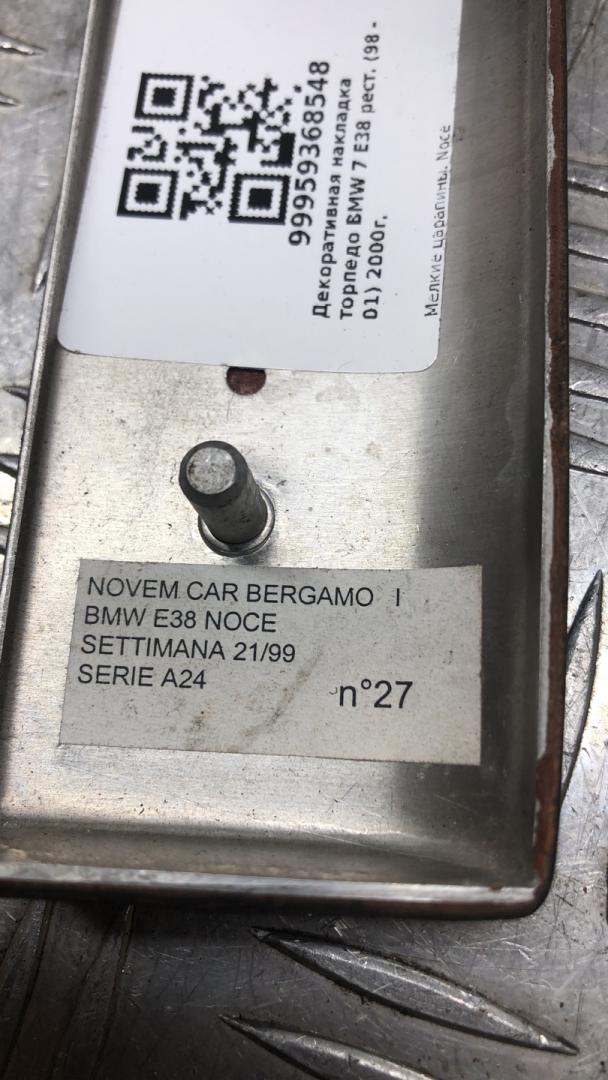 99959368548
Декоративная накладка
торпедо BMW 7 E38 рест. (98 -
01) 2000г.
Мелкие царапины. Noce
NOVEM CAR BERGAMO I
BMW E38 NOCE
SETTIMANA 21/99
SERIE A24
n°27